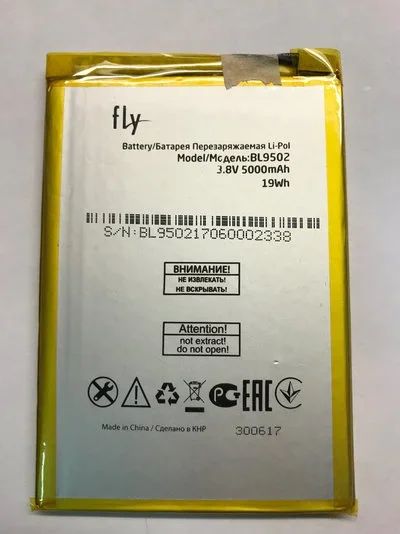 fly
Battery/Батарея Перезаряжаемая Li-Pol
Model/Модель:BL9502
3.8V 5000mAh
19Wh
S/N:BL950217060002338
ВНИМАНИЕ!
НЕ ИЗВЛЕКАТЬ!
НЕ ВСКРЫВАТЬ!
Attention!
not extract!
do not open!
РС EAC
Made in China / Сделано в КНР
300617